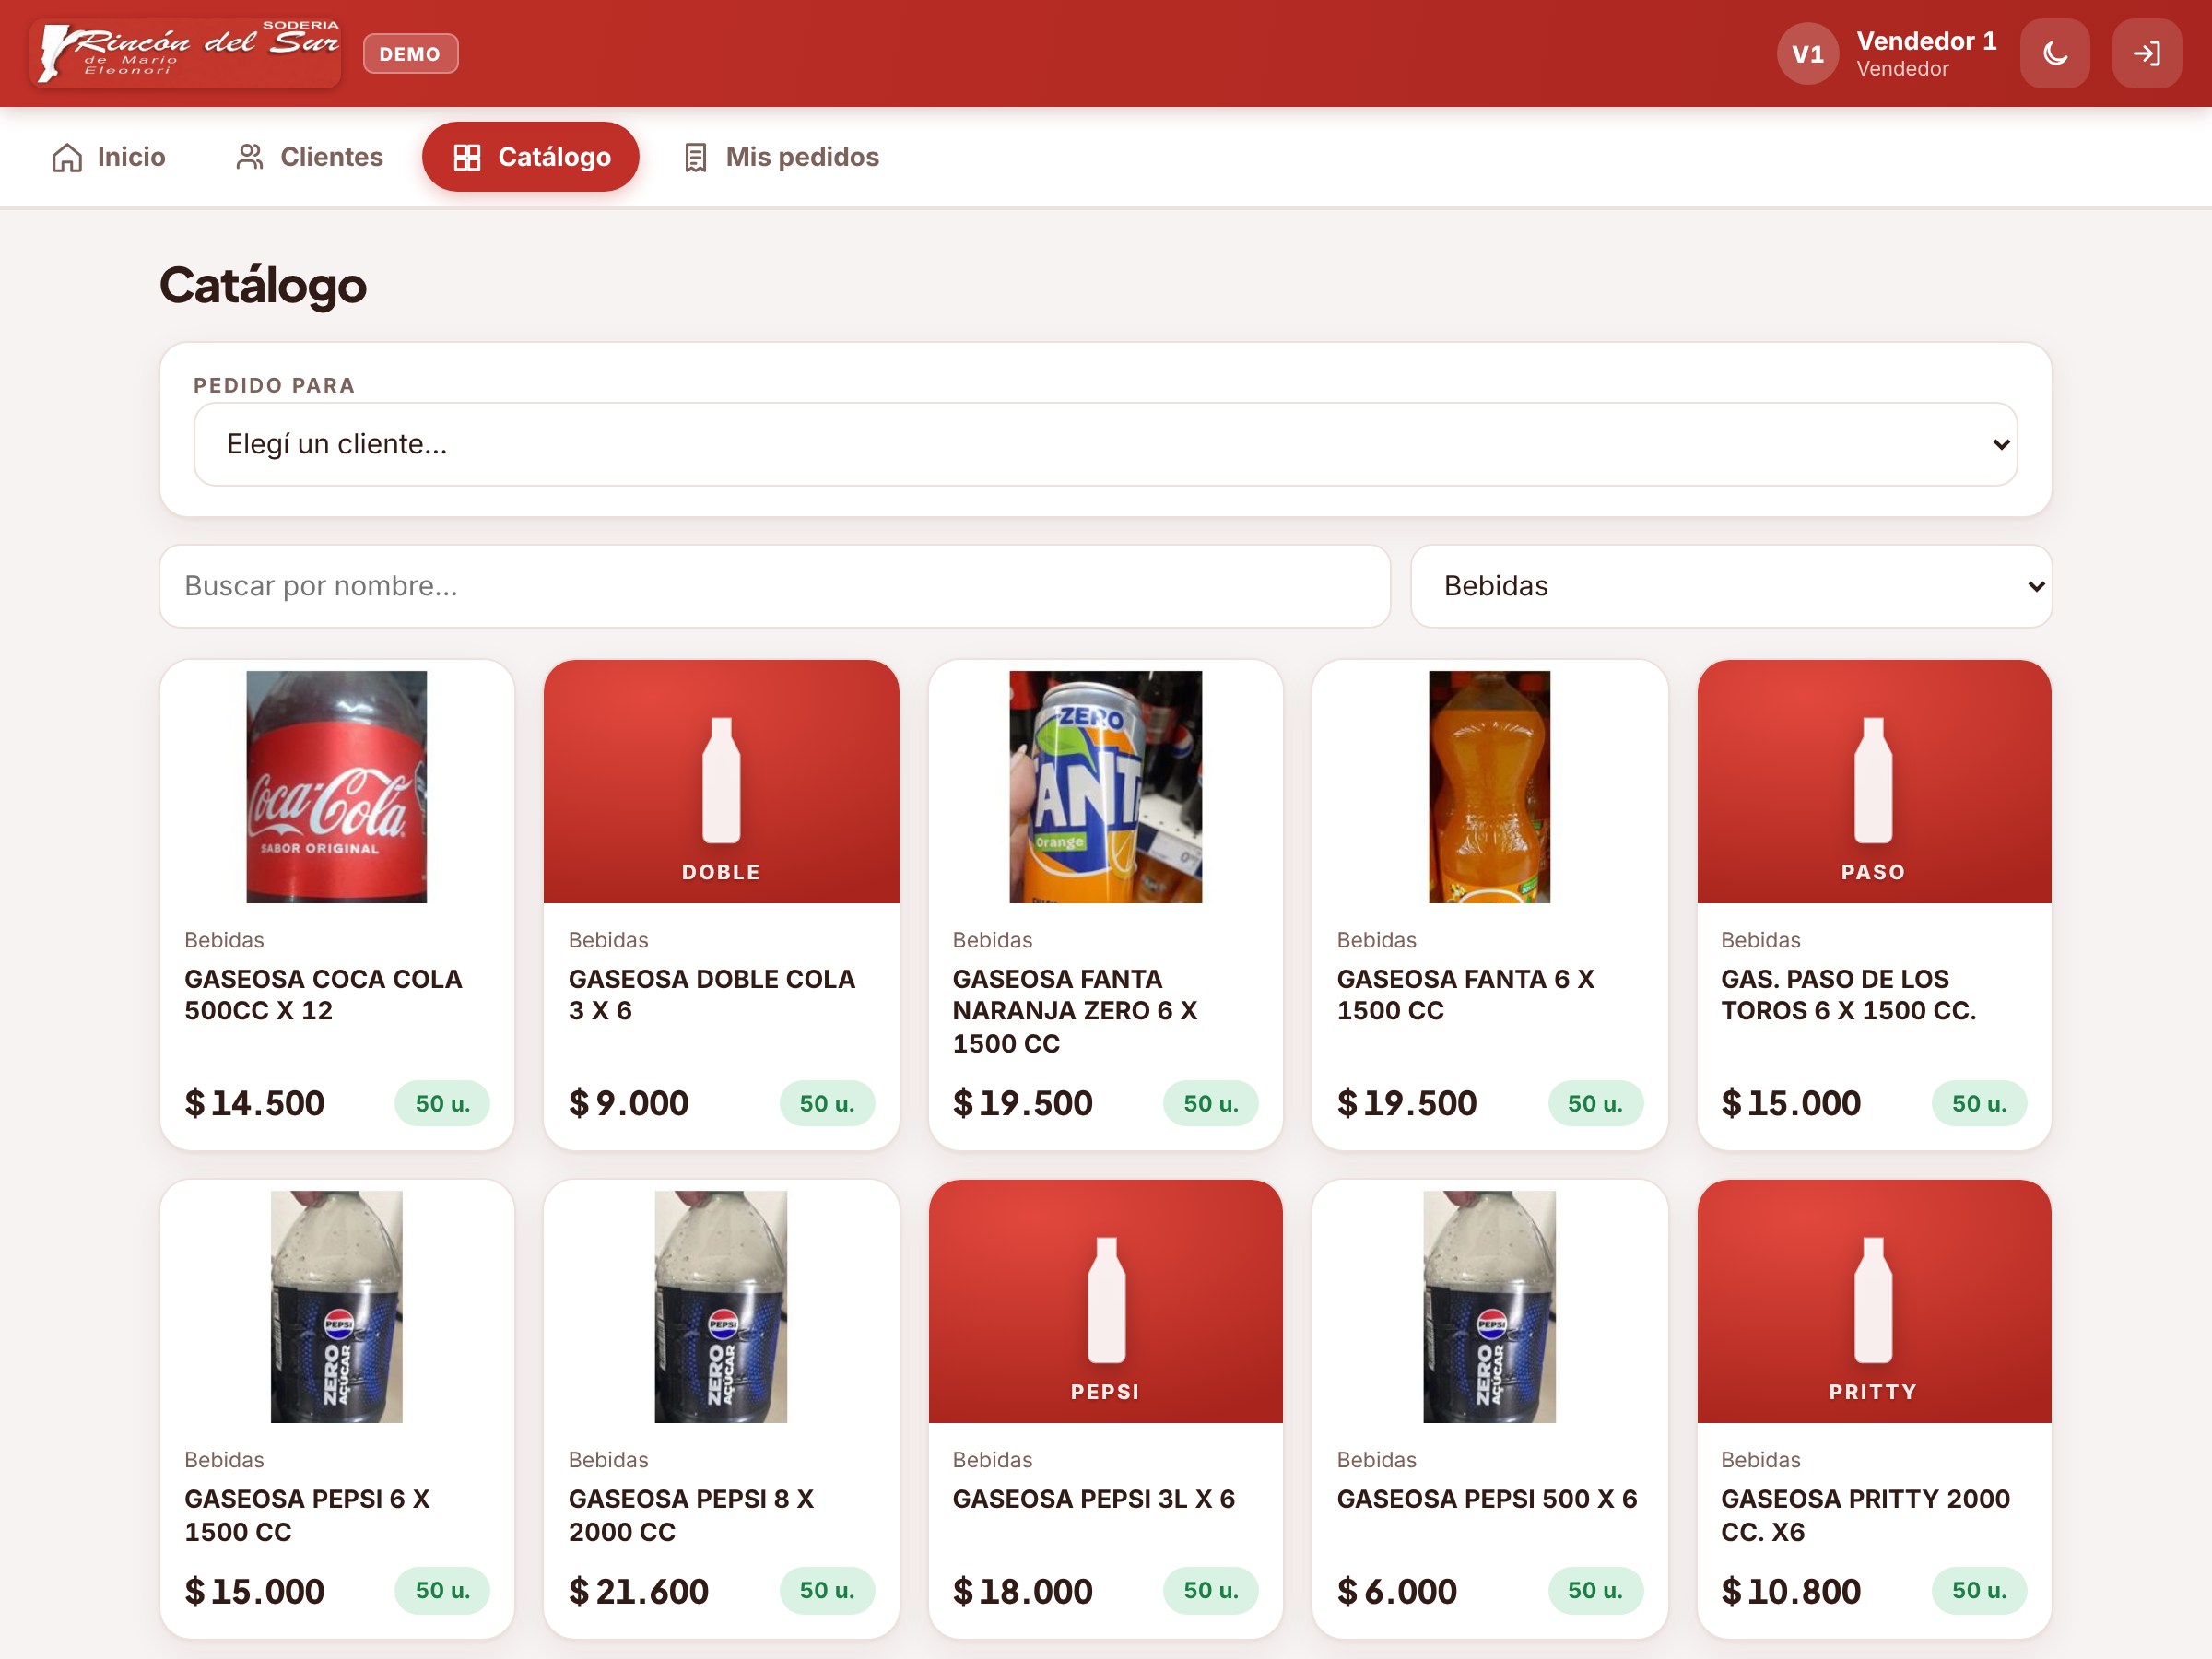 SODERIA
Rincón del Sur
de Mario
Eleonori
DEMO
V1
Vendedor 1
Vendedor
Inicio
Clientes
Catálogo
Mis pedidos
Catálogo
PEDIDO PARA
Elegí un cliente...
Buscar por nombre...
Bebidas
Coca-Cola
SABOR ORIGINAL
DOBLE
ZERO
FANT
Orange
PASO
Bebidas
Bebidas
Bebidas
Bebidas
Bebidas
GASEOSA COCA COLA
500CC X 12
GASEOSA DOBLE COLA
3 X 6
GASEOSA FANTA
NARANJA ZERO 6 X
1500 CC
GASEOSA FANTA 6 X
1500 CC
GAS. PASO DE LOS
TOROS 6 X 1500 CC.
$ 14.500
50 u.
$ 9.000
50 u.
$ 19.500
50 u.
$ 19.500
50 u.
$ 15.000
50 u.
PEPSI
ZERO
AÇÚCAR
PEPSI
ZERO
AÇÚCAR
PEPSI
PEPSI
ZERO
AÇÚCAR
PRITTY
Bebidas
Bebidas
Bebidas
Bebidas
Bebidas
GASEOSA PEPSI 6 X
1500 CC
GASEOSA PEPSI 8 X
2000 CC
GASEOSA PEPSI 3L X 6
GASEOSA PEPSI 500 X 6
GASEOSA PRITTY 2000
CC. X6
$ 15.000
50 u.
$ 21.600
50 u.
$ 18.000
50 u.
$ 6.000
50 u.
$ 10.800
50 u.